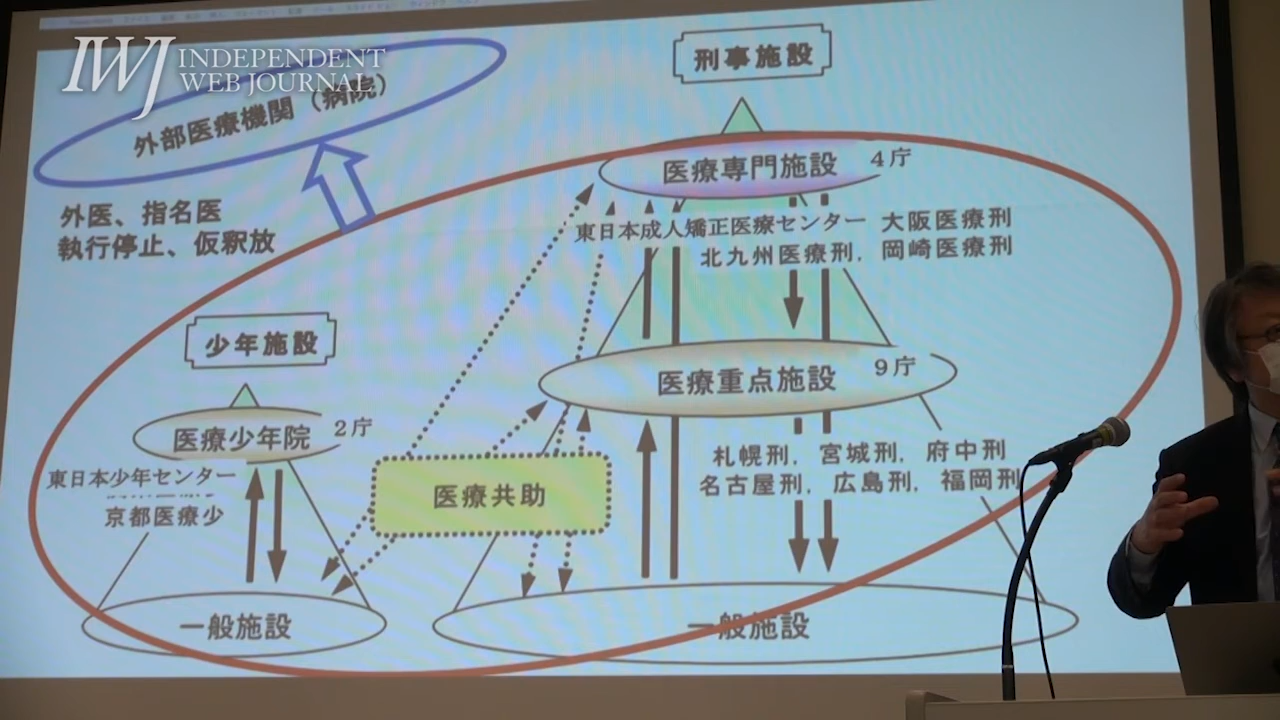 IWJ INDEPENDENT
WEB JOURNAL
外部医療機関（病院）
外医、指名医
執行停止、仮釈放
刑事施設
医療専門施設 4庁
東日本成人矯正医療センター 大阪医療刑
北九州医療刑, 岡崎医療刑
少年施設
医療少年院 2庁
東日本少年センター
京都医療少
医療重点施設 9庁
札幌刑, 宮城刑, 府中刑
名古屋刑, 広島刑, 福岡刑
医療共助
一般施設
一般施設